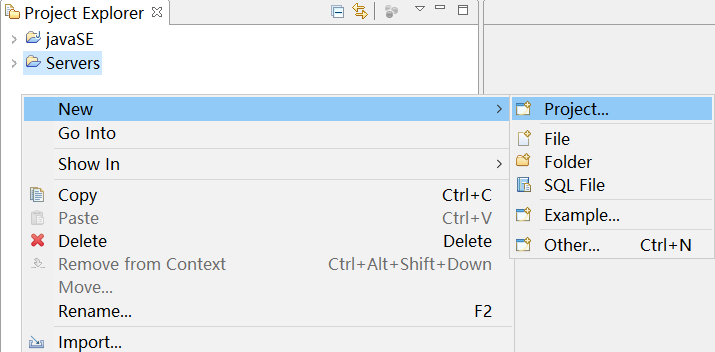 Project Explorer
javaSE
Servers
New
Project...
Go Into
File
Show In
Folder
SQL File
Copy Ctrl+C
Paste Ctrl+V
Example...
Delete Delete
Other... Ctrl+N
Remove from Context Ctrl+Alt+Shift+Down
Move...
Rename... F2
Import...